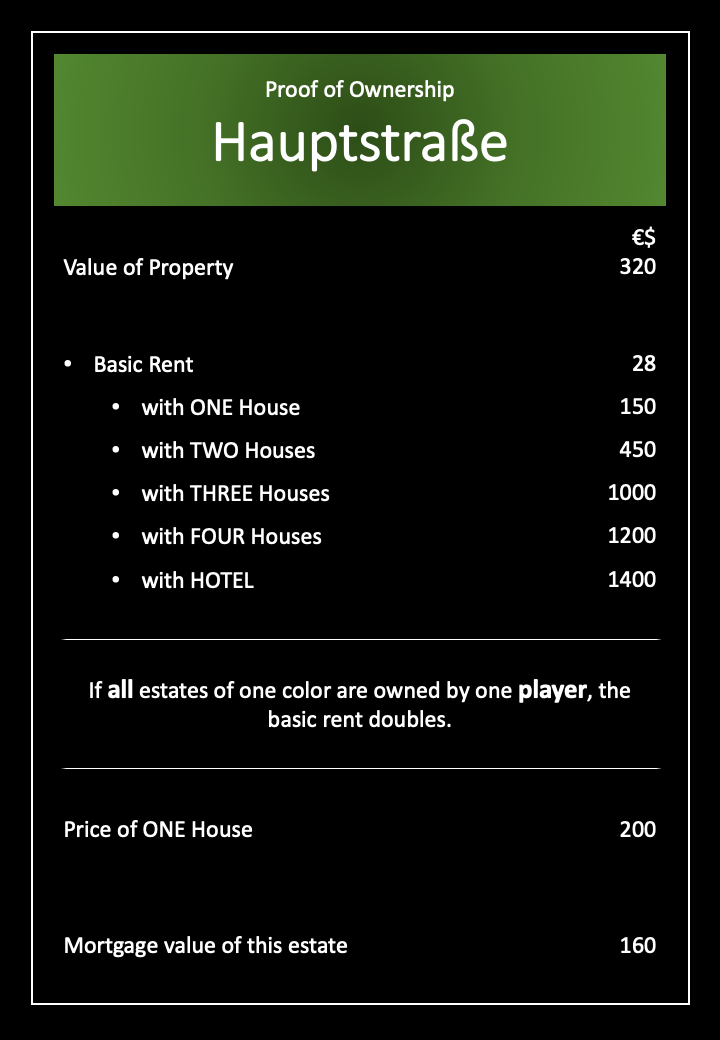 Proof of Ownership
Hauptstraße
€$
Value of Property 320
• Basic Rent 28
• with ONE House 150
• with TWO Houses 450
• with THREE Houses 1000
• with FOUR Houses 1200
• with HOTEL 1400
If all estates of one color are owned by one player, the
basic rent doubles.
Price of ONE House 200
Mortgage value of this estate 160